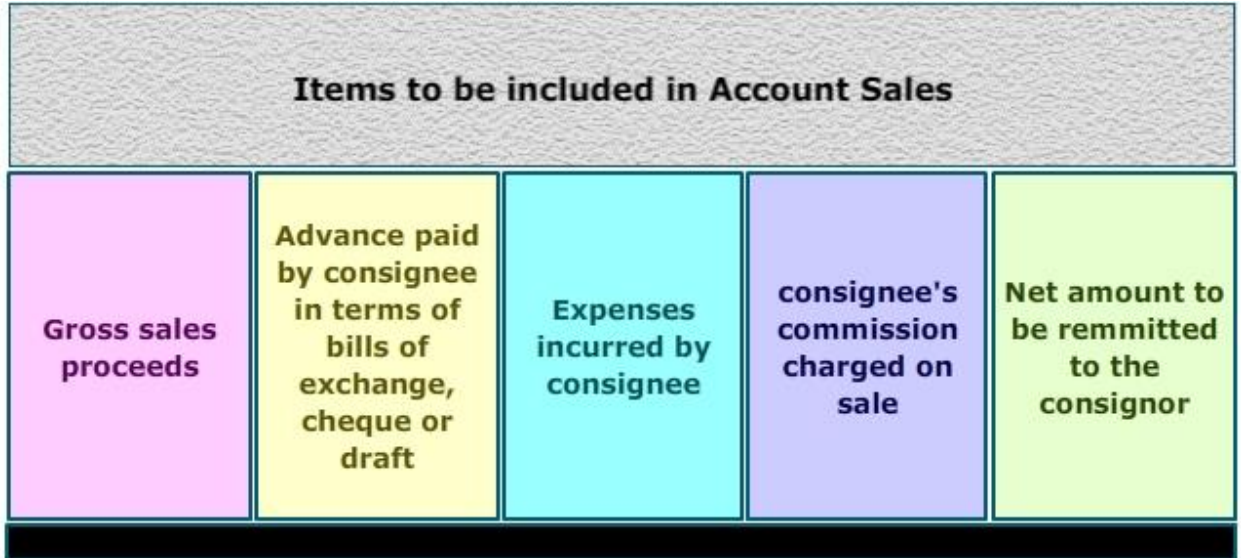 Items to be included in Account Sales
Gross sales
proceeds
Advance paid
by consignee
in terms of
bills of
exchange,
cheque or
draft
Expenses
incurred by
consignee
consignee's
commission
charged on
sale
Net amount to
be remmitted
to the
consignor